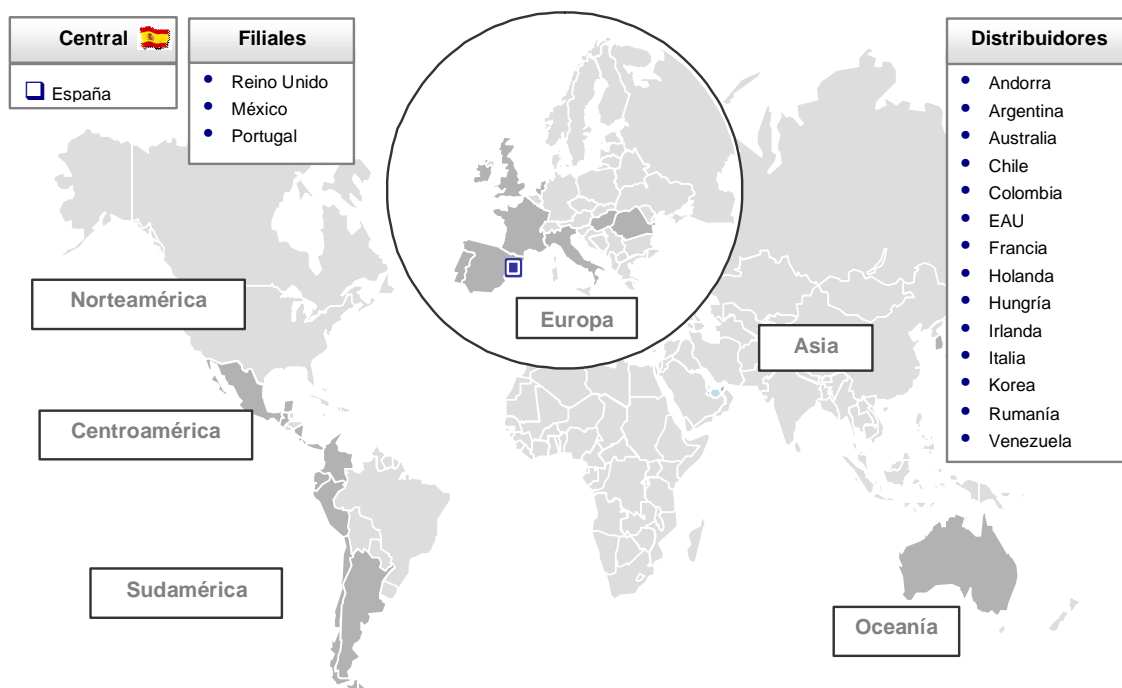 Central
España
Filiales
Reino Unido
México
Portugal
Distribuidores
Andorra
Argentina
Australia
Chile
Colombia
EAU
Francia
Holanda
Hungría
Irlanda
Italia
Korea
Rumanía
Venezuela
Norteamérica
Europa
Asia
Centroamérica
Sudamérica
Oceanía